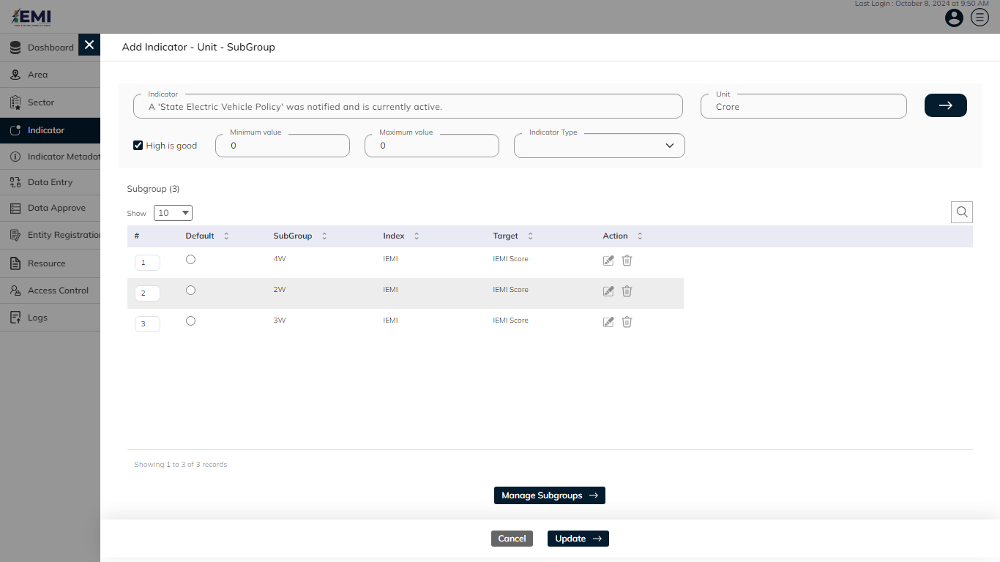 Last Login : October 8, 2024 at 9:50 AM
IEMI
Dashboard
Area
Sector
Indicator
Indicator Metadat
Data Entry
Data Approve
Entity Registration
Resource
Access Control
Logs
Add Indicator - Unit - SubGroup
Indicator
A 'State Electric Vehicle Policy' was notified and is currently active.
Unit
Crore
High is good
Minimum value
0
Maximum value
0
Indicator Type
Subgroup (3)
Show 10
# Default SubGroup Index Target Action
1 4W IEMI IEMI Score
2 2W IEMI IEMI Score
3 3W IEMI IEMI Score
Showing 1 to 3 of 3 records
Manage Subgroups
Cancel Update